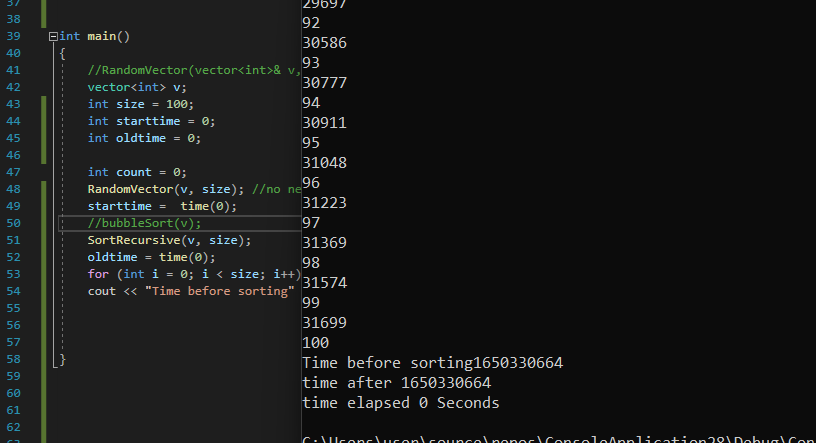 37
38
39 int main()
40 {
41 //RandomVector(vector<int>& v,
42 vector<int> v;
43 int size = 100;
44 int starttime = 0;
45 int oldtime = 0;
46
47 int count = 0;
48 RandomVector(v, size); //no ne
49 starttime =  time(0);
50 //bubbleSort(v);
51 SortRecursive(v, size);
52 oldtime = time(0);
53 for (int i = 0; i < size; i++)
54 cout << "Time before sorting"
55
56
57
58 }
59
60
61
62
29697
92
30586
93
30777
94
30911
95
31048
96
31223
97
31369
98
31574
99
31699
100
Time before sorting1650330664
time after 1650330664
time elapsed 0 Seconds
C:\Users\user\source\repos\ConsoleApplication28\Debug\Con